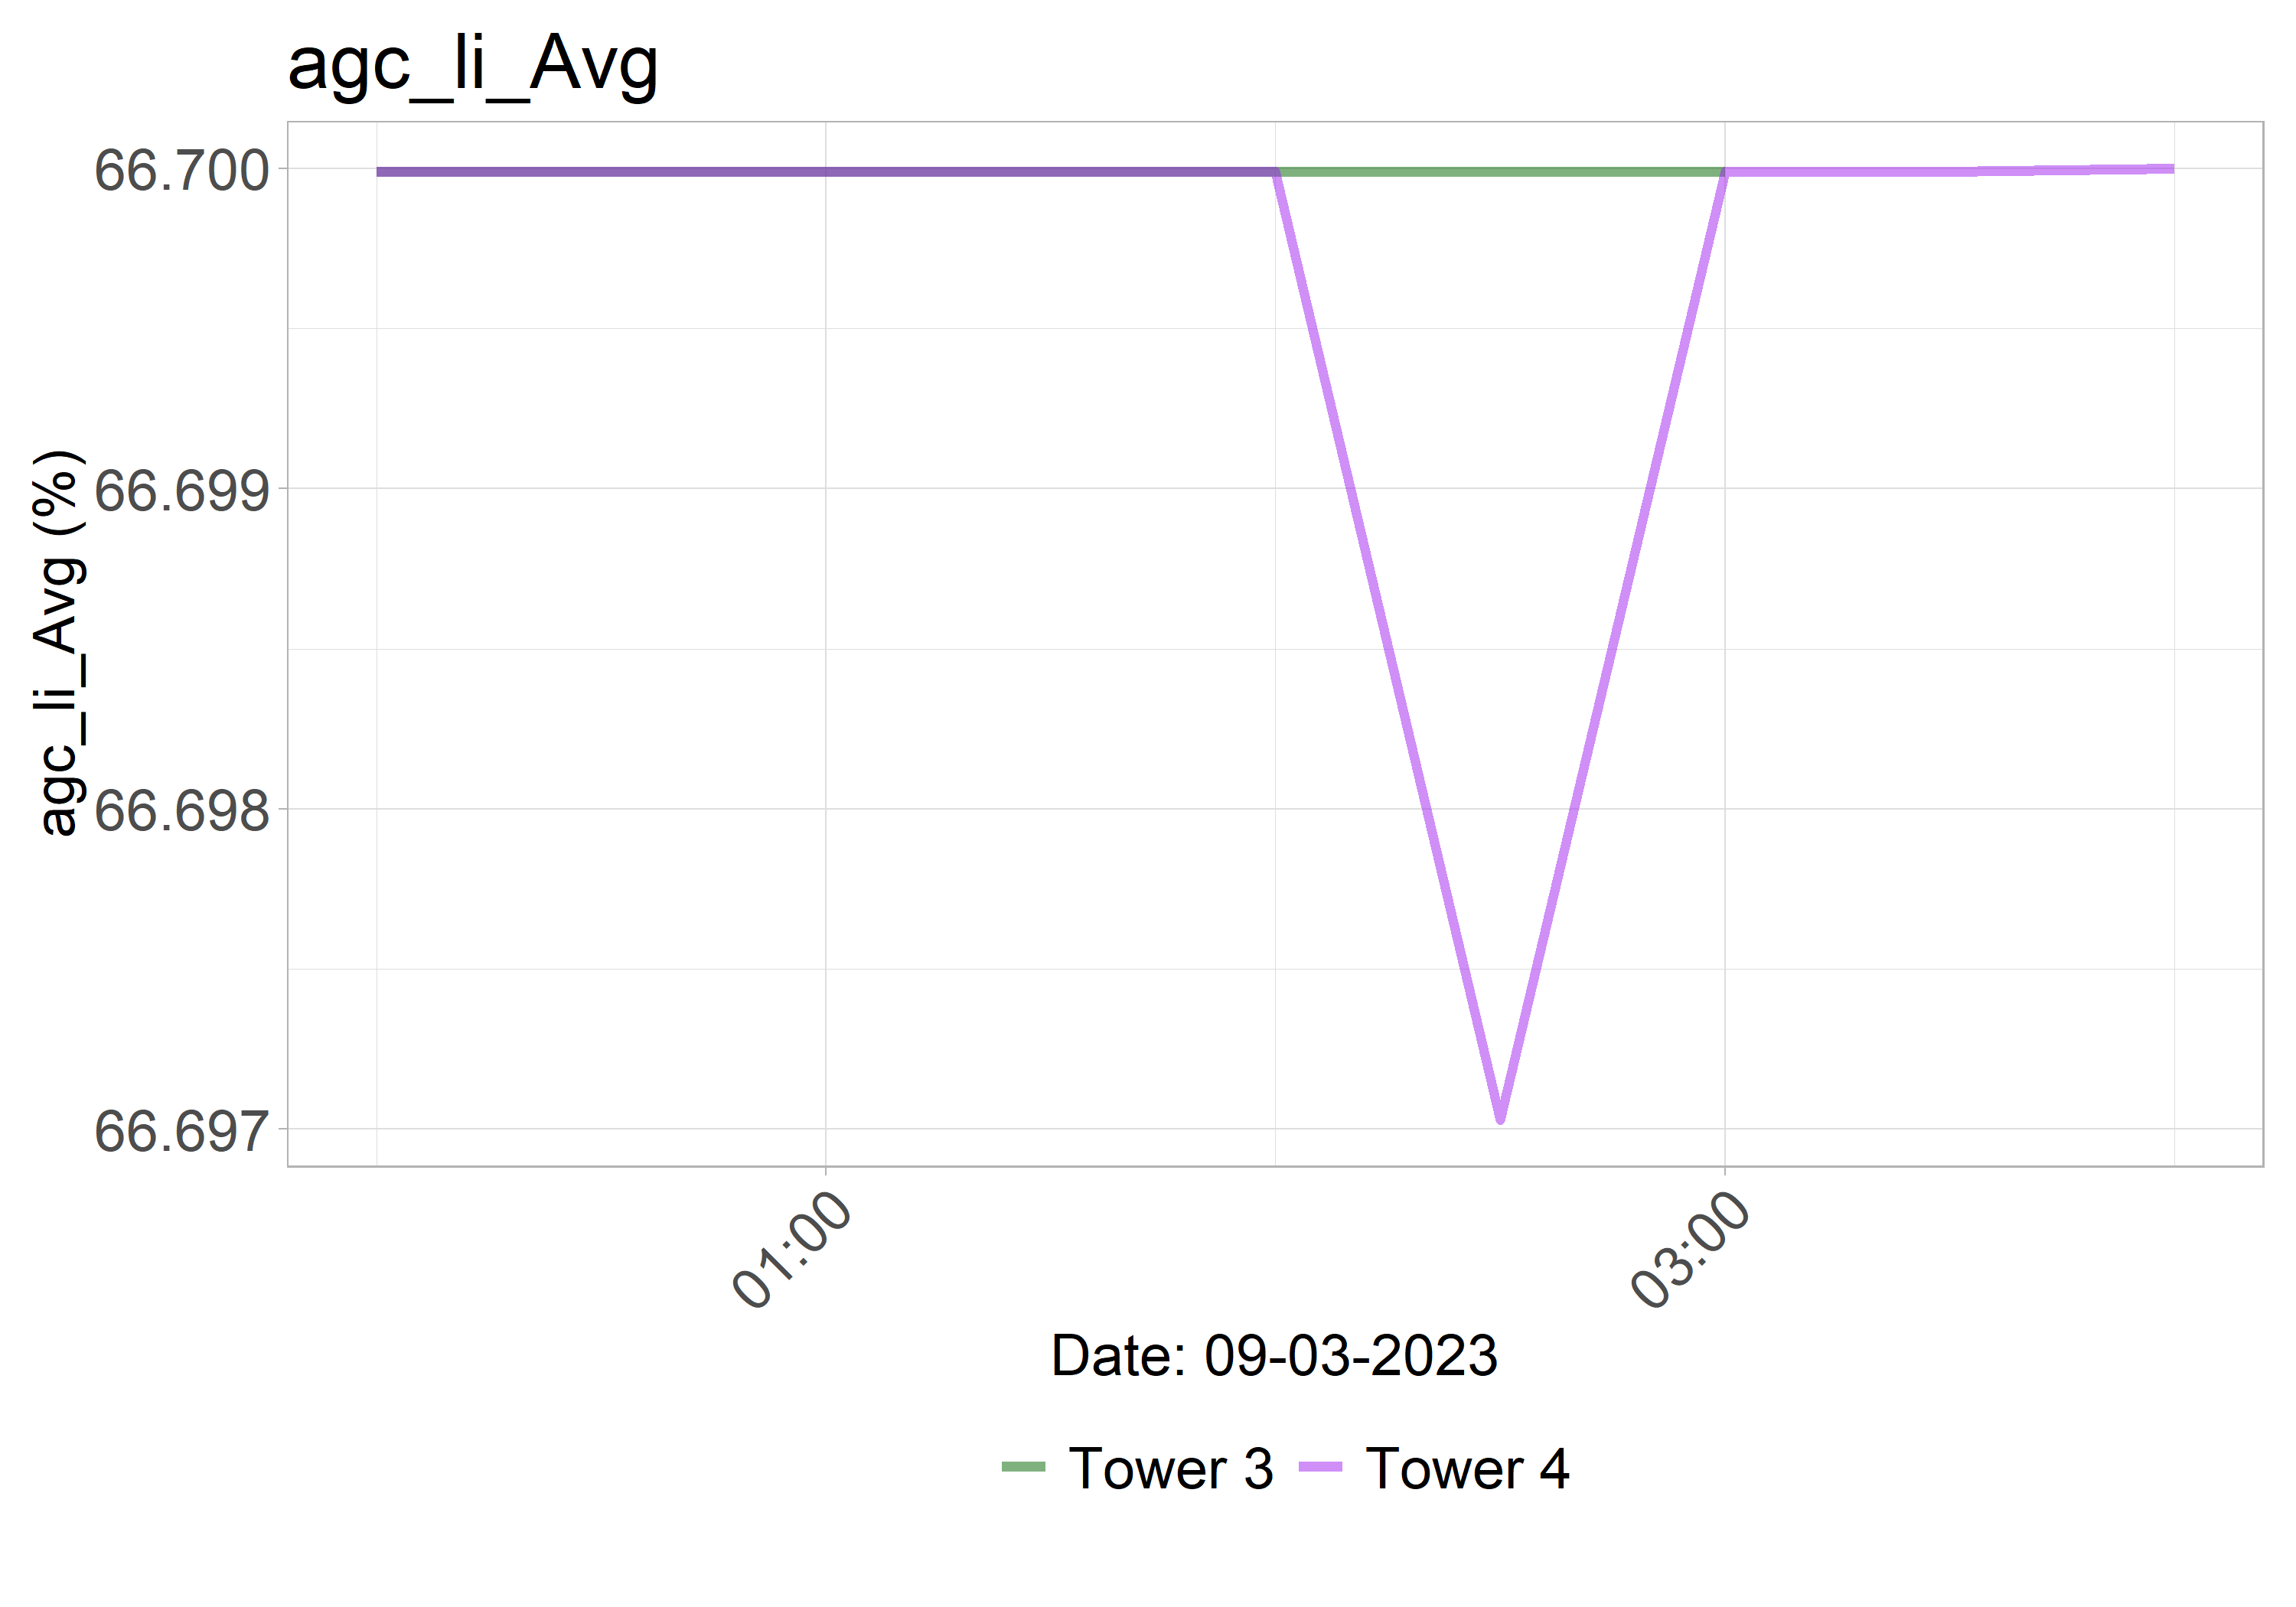 agc_li_Avg
agc_li_Avg (%)
66.700
66.699
66.698
66.697
01:00
03:00
Date: 09-03-2023
Tower 3
Tower 4